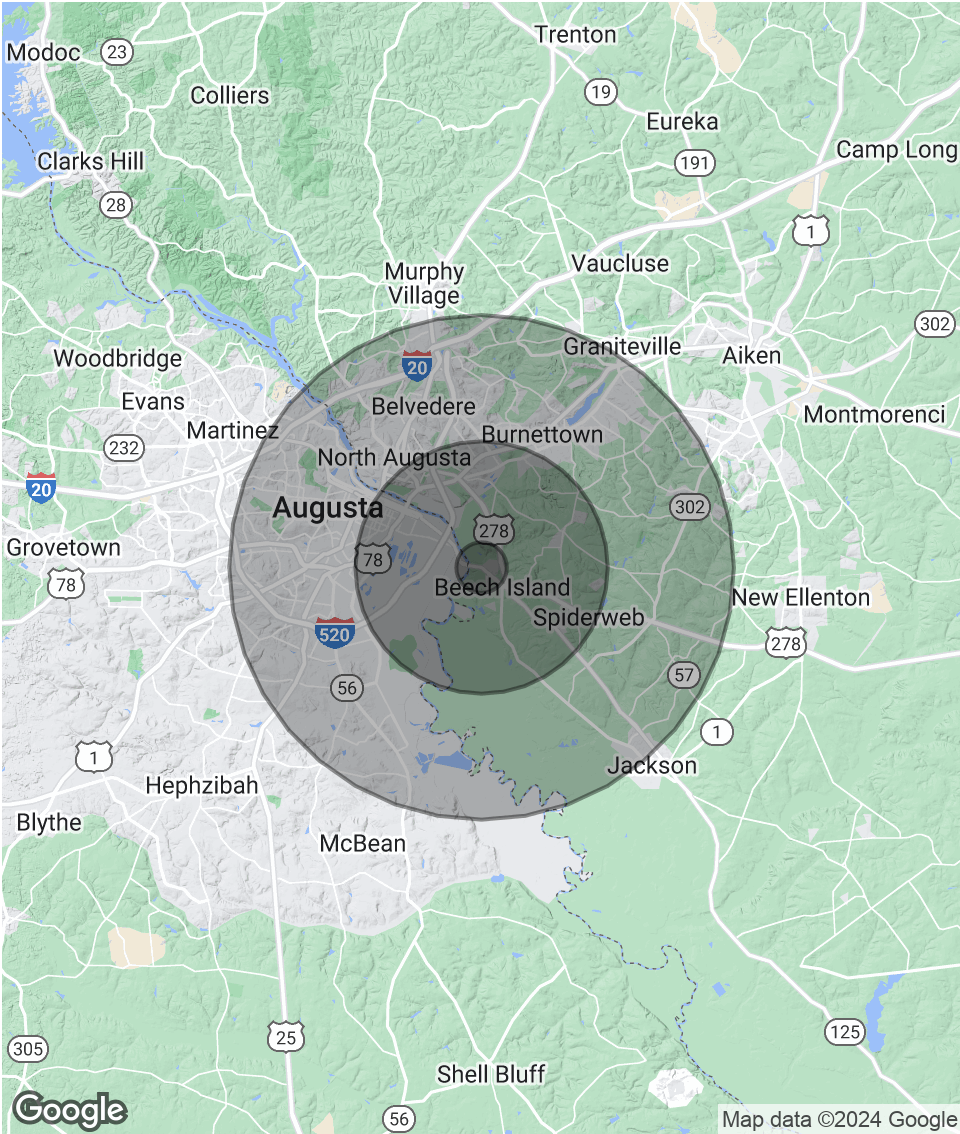 Trenton
Modoc
23
19
Colliers
Eureka
Camp Long
Clarks Hill
191
28
1
Vaucluse
Murphy
Village
302
Graniteville
Aiken
Woodbridge
20
Evans
Belvedere
Montmorenci
Martinez
Burnettown
232
North Augusta
20
Augusta
302
278
Grovetown
78
78
Beech Island
New Ellenton
Spiderweb
520
278
57
56
1
1
Jackson
Hephzibah
Blythe
McBean
25
125
305
Shell Bluff
Google
56
Map data ©2024 Google